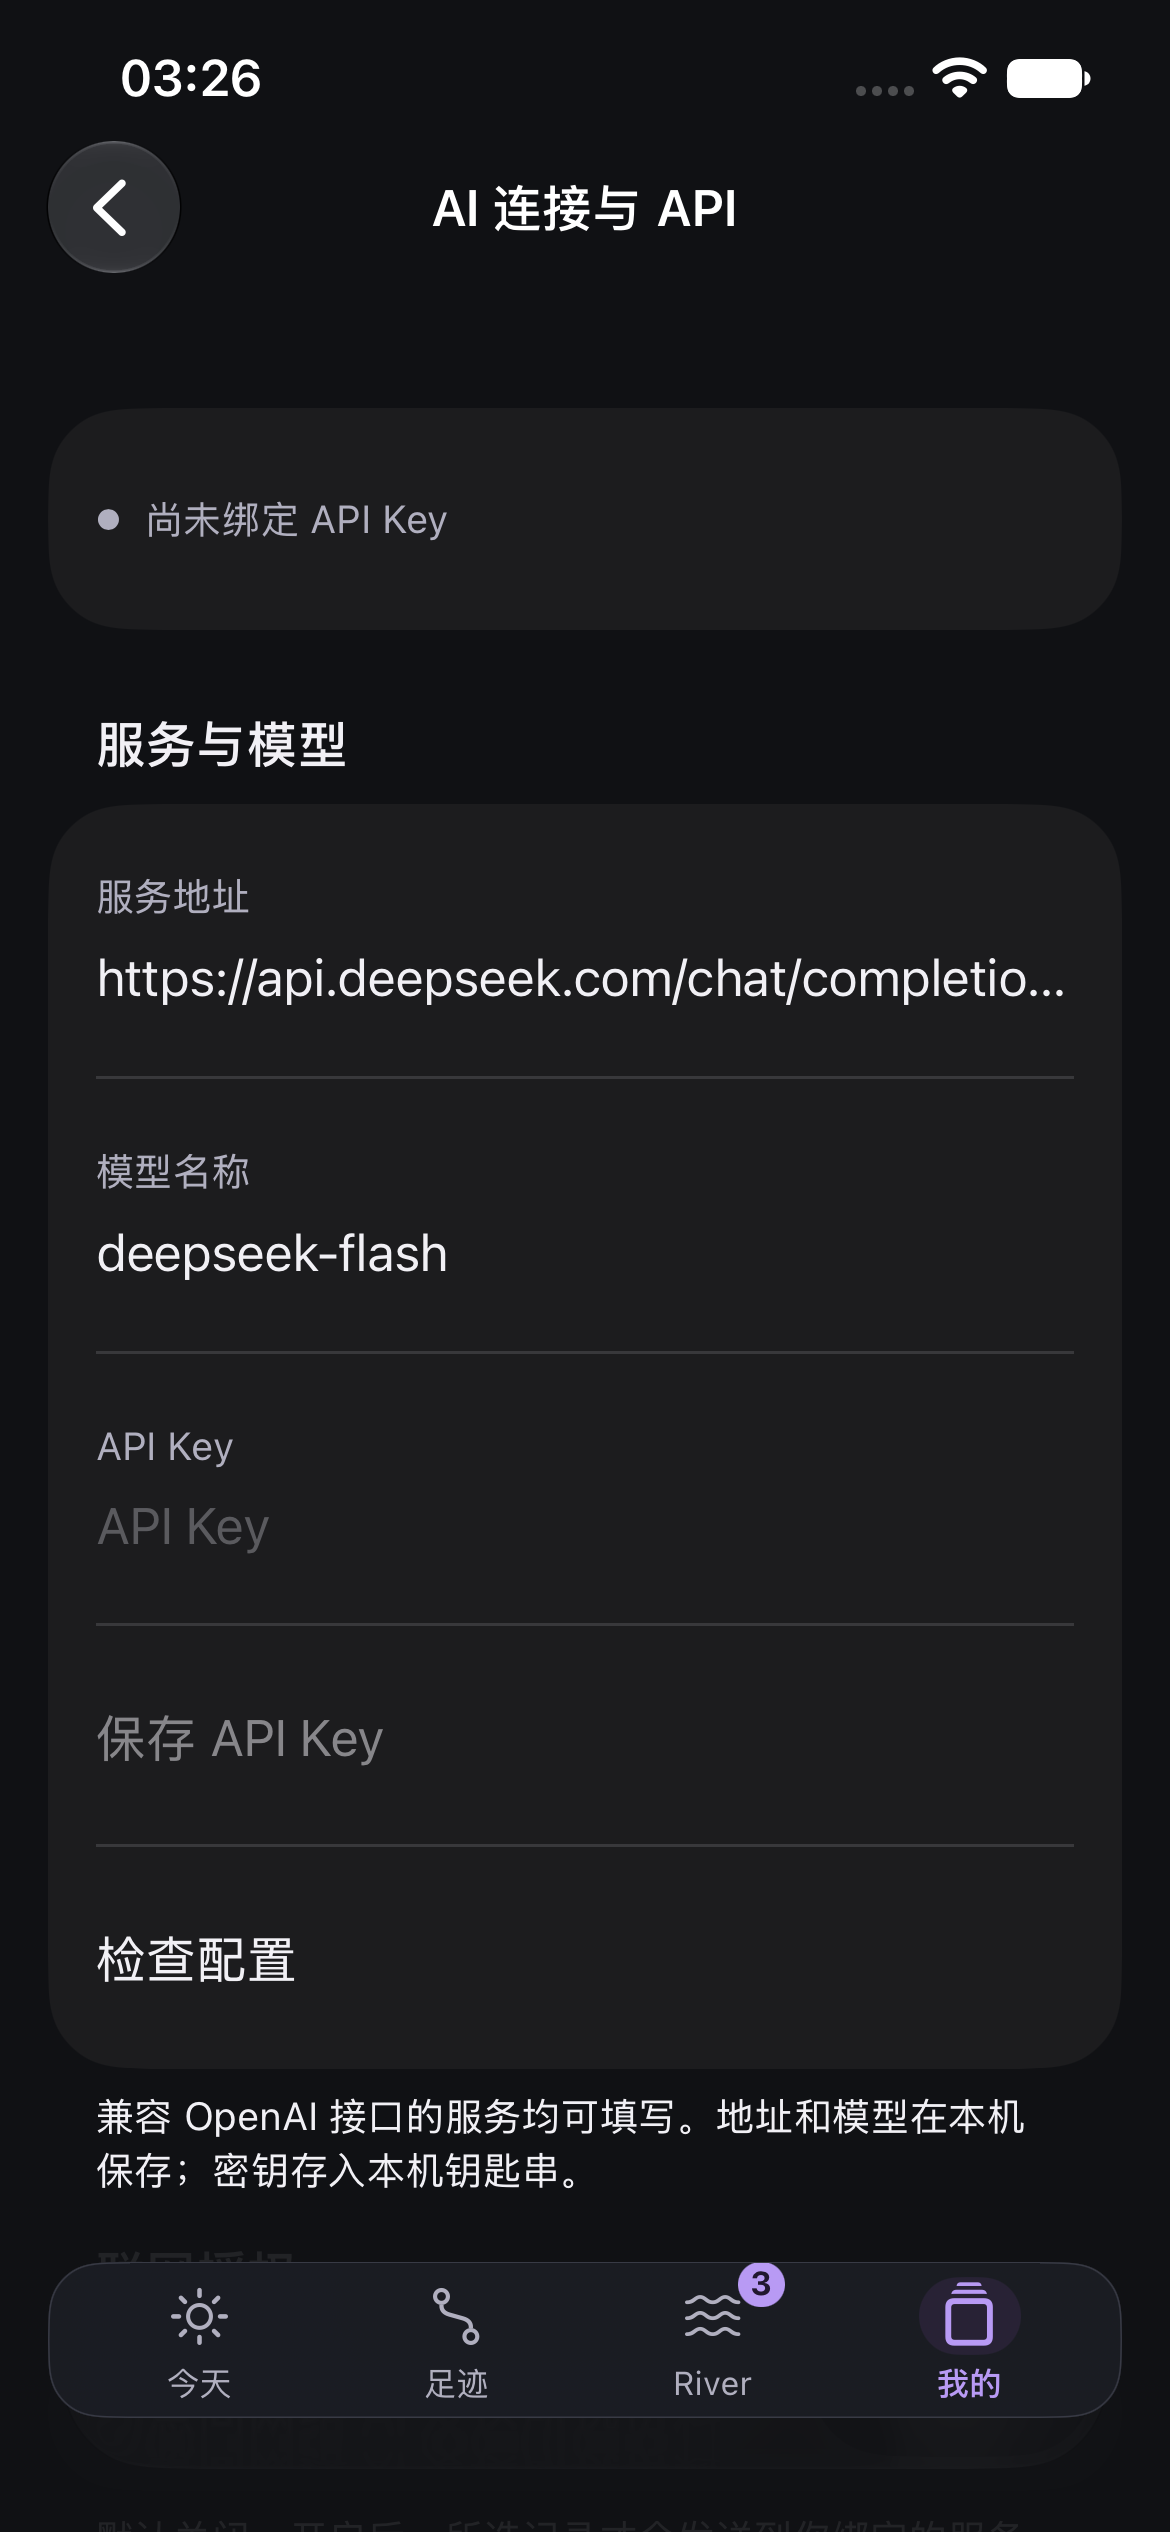 03:26
AI 连接与 API
尚未绑定 API Key
服务与模型
服务地址
https://api.deepseek.com/chat/completio...
模型名称
deepseek-flash
API Key
API Key
保存 API Key
检查配置
兼容 OpenAI 接口的服务均可填写。地址和模型在本机
保存；密钥存入本机钥匙串。
3
今天
足迹
River
我的